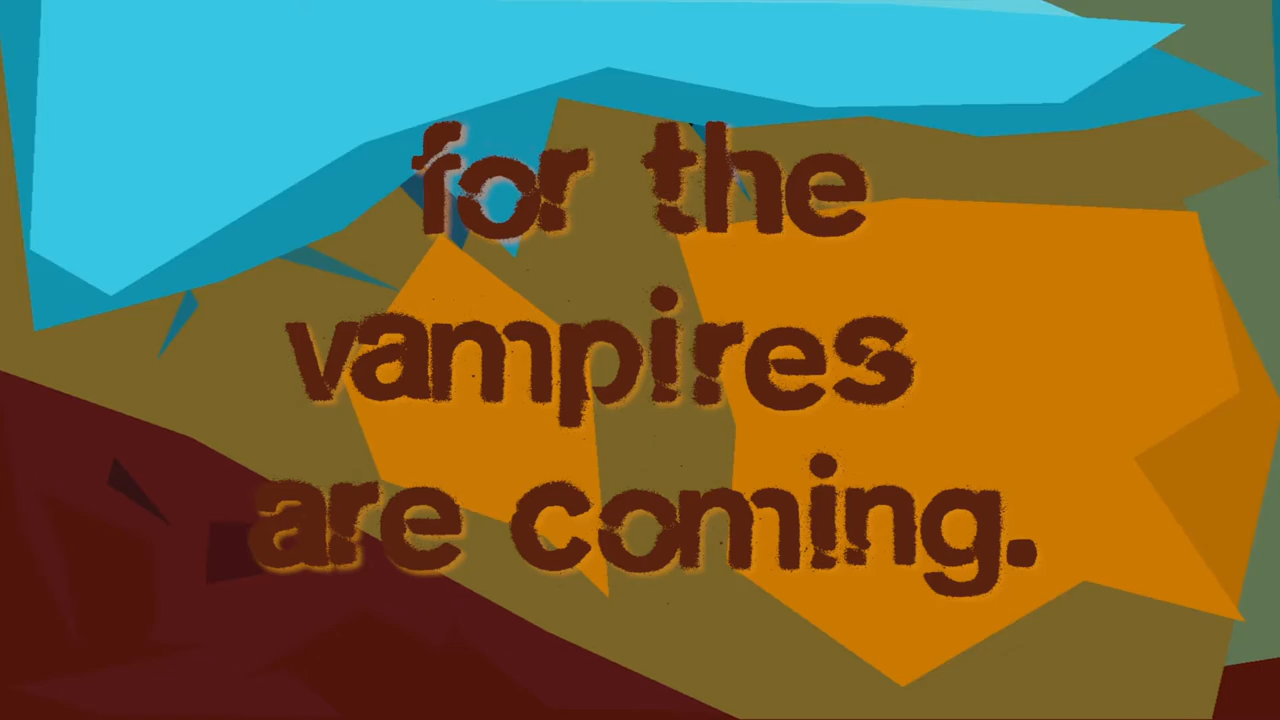 for the
vampires
are coming.